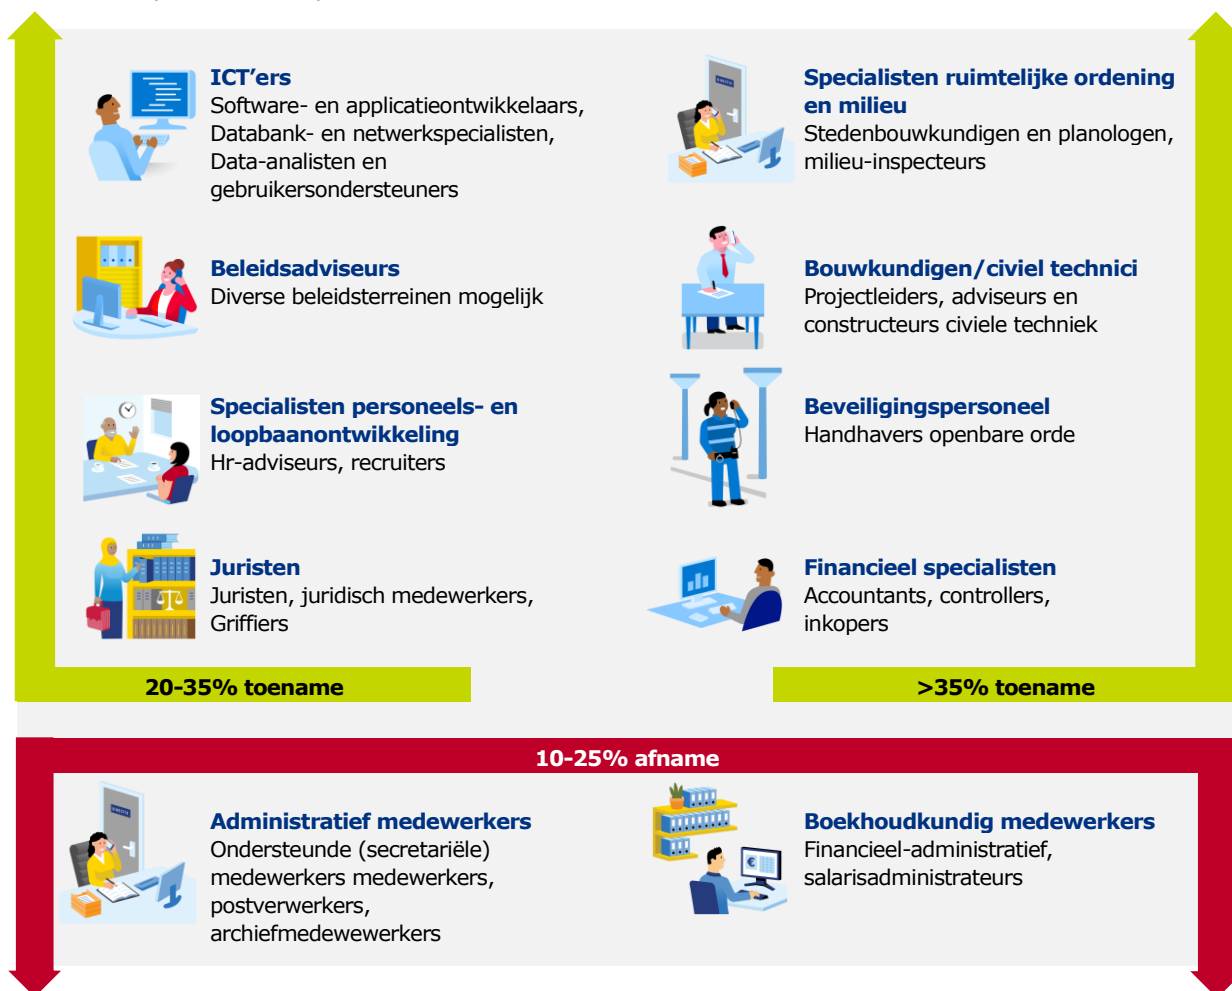 ICT’ers
Software- en applicatieontwikkelaars,
Databank- en netwerkspecialisten,
Data-analisten en
gebruikersondersteuners
Beleidsadviseurs
Diverse beleidsterreinen mogelijk
Specialisten personeels- en
loopbaanontwikkeling
Hr-adviseurs, recruiters
Juristen
Juristen, juridisch medewerkers,
Griffiers
20-35% toename
Specialisten ruimtelijke ordening
en milieu
Stedenbouwkundigen en planologen,
milieu-inspecteurs
Bouwkundigen/civiel technici
Projectleiders, adviseurs en
constructeurs civiele techniek
Beveiligingspersoneel
Handhavers openbare orde
Financieel specialisten
Accountants, controllers,
inkopers
>35% toename
10-25% afname
Administratief medewerkers
Ondersteunde (secretariële)
medewerkers medewerkers,
postverwerkers,
archiefmedewewerkers
Boekhoudkundig medewerkers
Financieel-administratief,
salarisadministrateurs